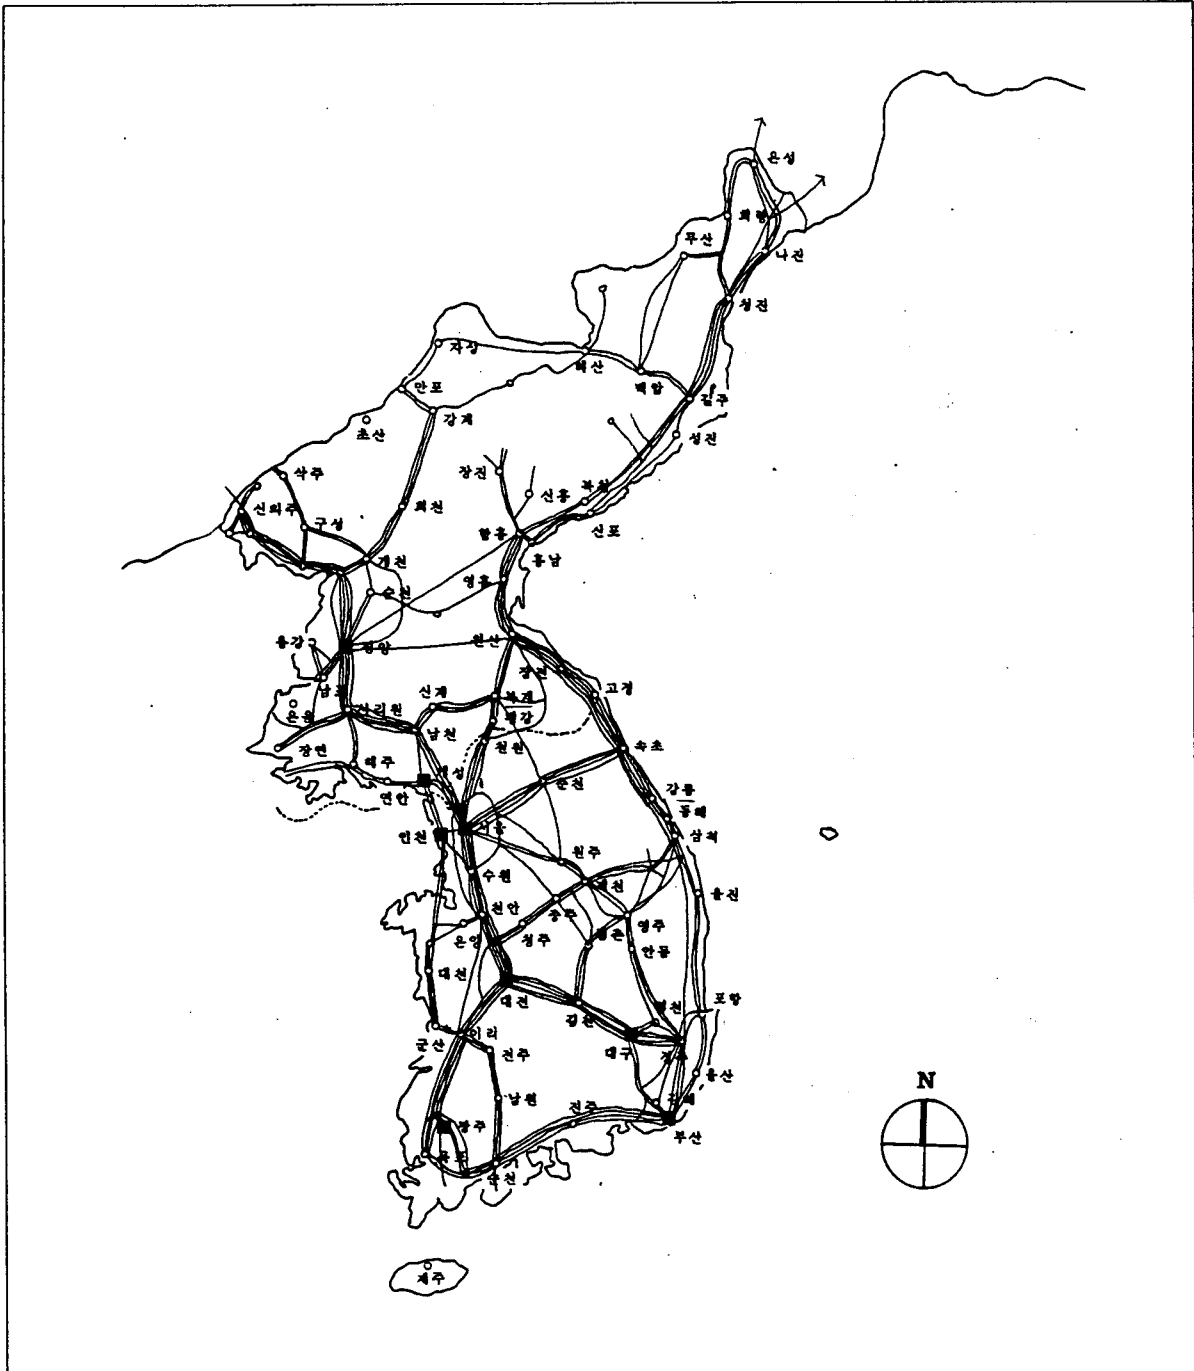 은성
회령
무산
나진
청진
자성
혜산
백암
길주
만포
강계
초산
성진
삭주
장진
신흥
북청
신의주
구성
희천
신포
함흥
흥남
개천
영흥
순천
용강
평양
원산
장전
남포
고성
신계
복계
은율
사리원
평강
남천
철원
장연
속초
해주
개성
춘천
연안
강릉
동해
인천
서울
삼척
원주
수원
제천
울진
천안
충주
영주
온양
청주
점촌
안동
대천
대전
김천
영천
포항
군산
이리
대구
경주
전주
울산
남원
진주
김해
광주
부산
목포
순천
제주
N